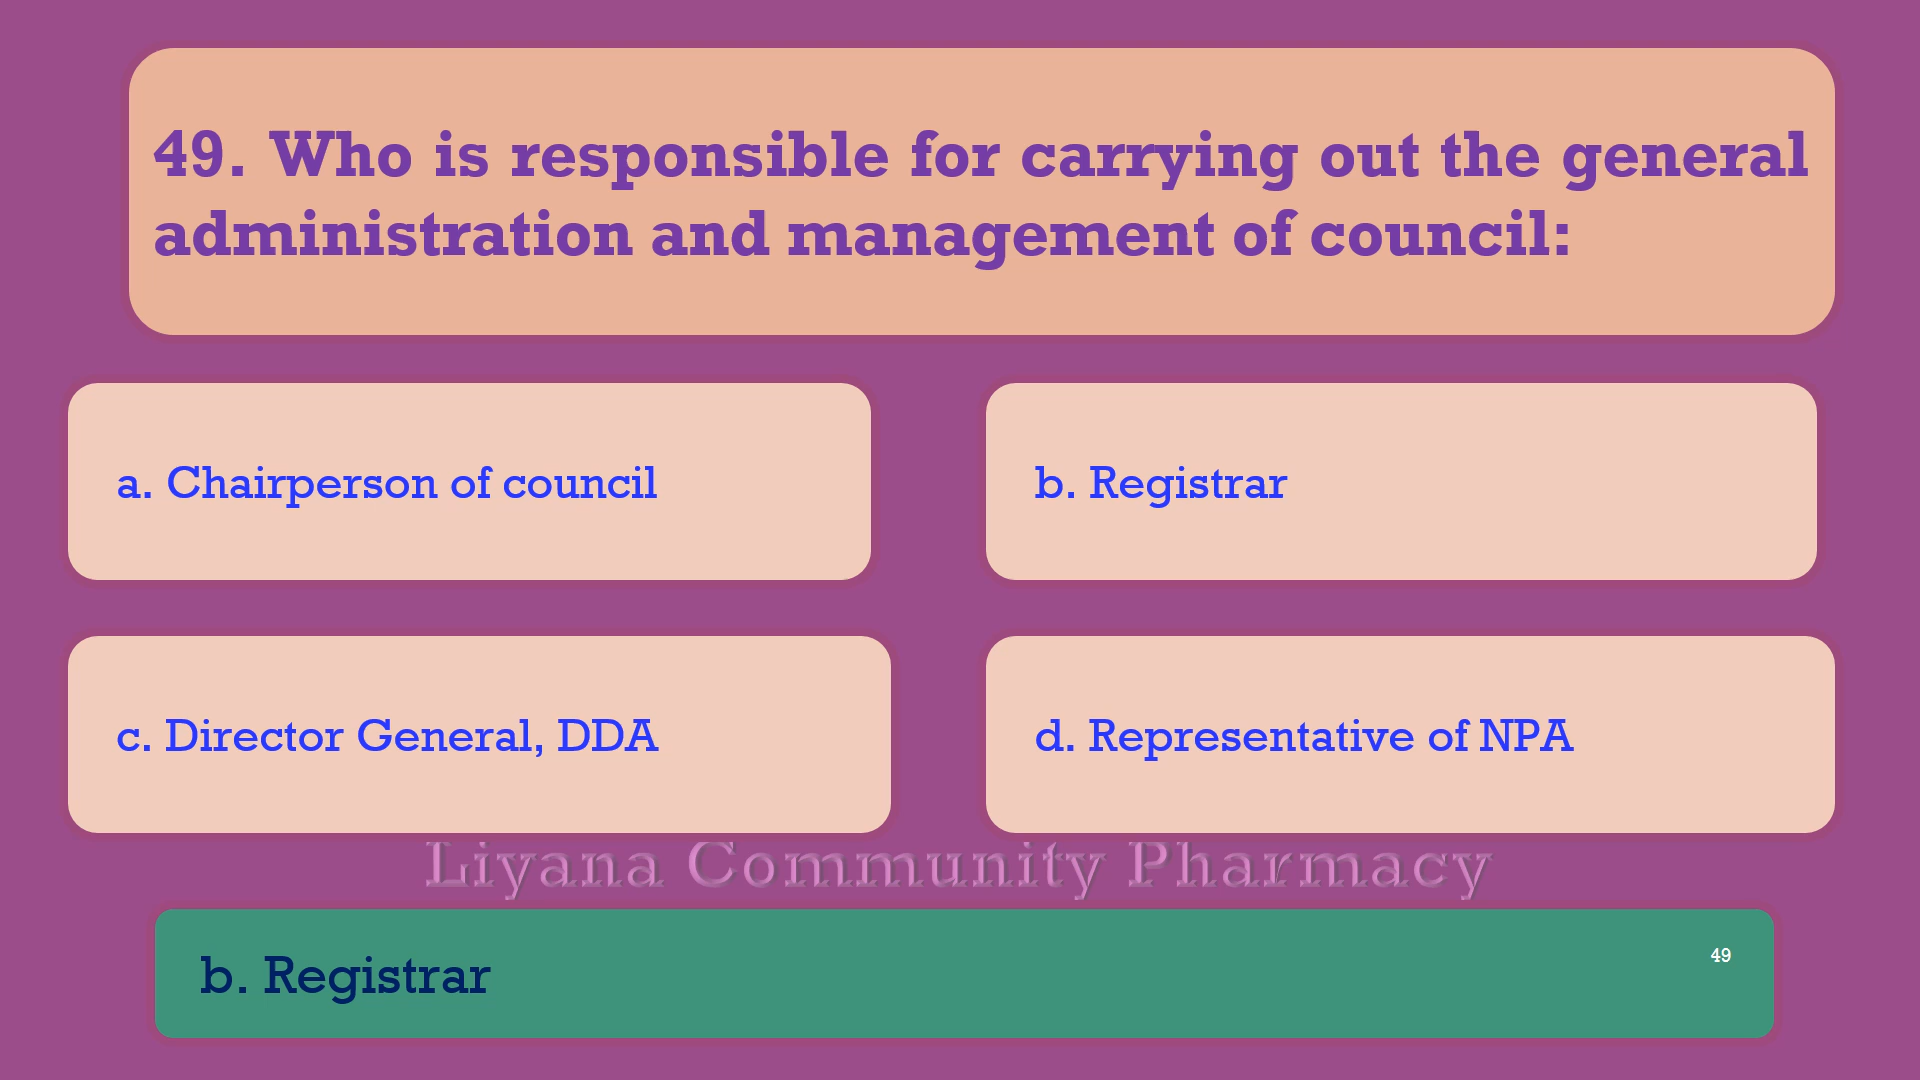 49. Who is responsible for carrying out the general
administration and management of council:
a. Chairperson of council
b. Registrar
c. Director General, DDA
d. Representative of NPA
Liyana Community Pharmacy
b. Registrar
49